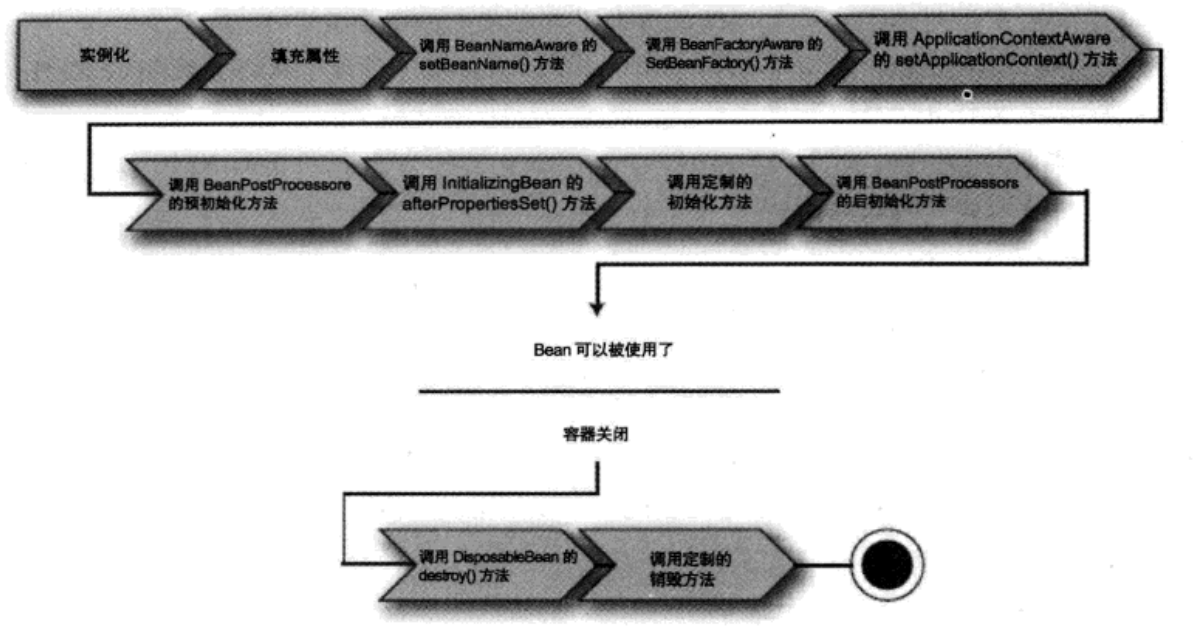 实例化
填充属性
调用 BeanNameAware 的
setBeanName() 方法
调用 BeanFactoryAware 的
SetBeanFactory() 方法
调用 ApplicationContextAware
的 setApplicationContext() 方法
调用 BeanPostProcessore
的预初始化方法
调用 InitializingBean 的
afterPropertiesSet() 方法
调用定制的
初始化方法
调用 BeanPostProcessors
的后初始化方法
Bean 可以被使用了
容器关闭
调用 DisposableBean 的
destroy() 方法
调用定制的
销毁方法